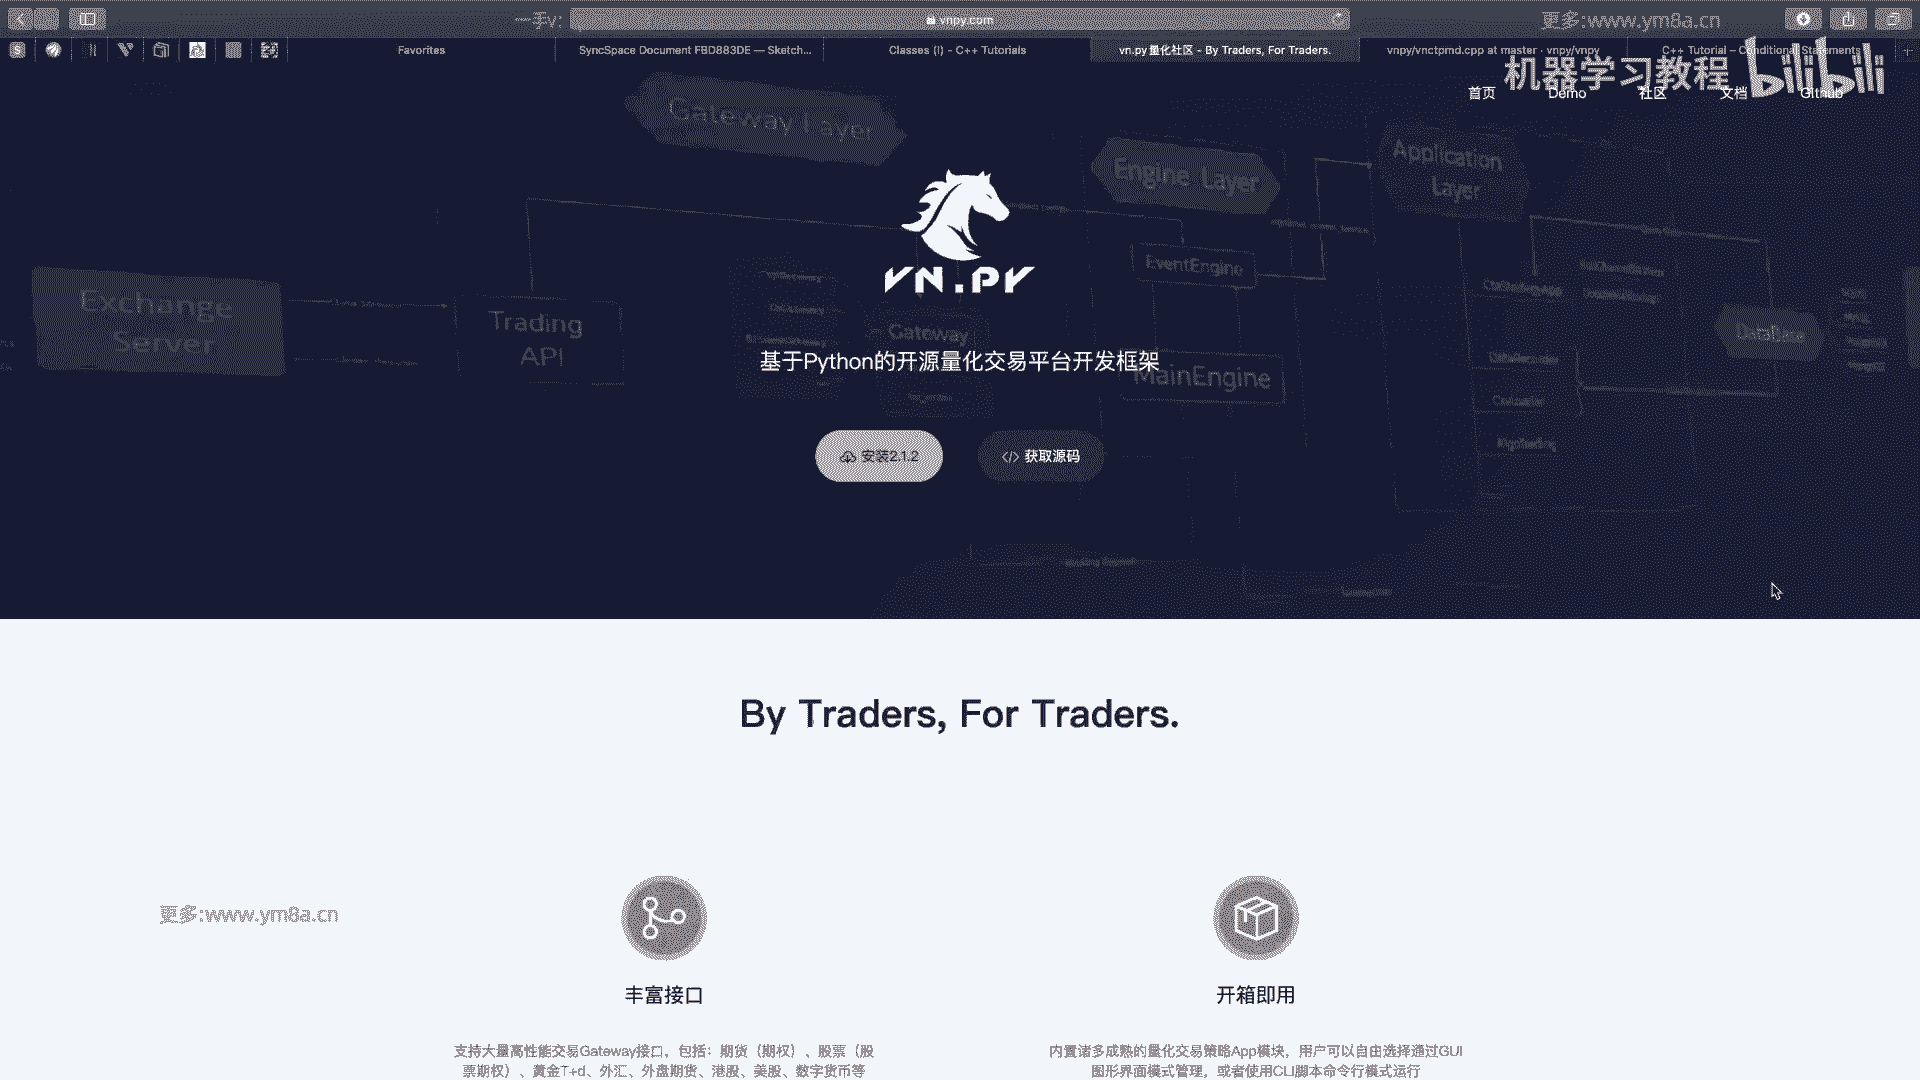 一手v:
vnpy.com
更多:www.ym8a.cn
Favorites
SyncSpace Document FBD883DE — Sketch...
Classes (I) - C++ Tutorials
vn.py量化社区 - By Traders, For Traders.
vnpy/vnctpmd.cpp at master · vnpy/vnpy
C++ Tutorial – Conditional Statements
机器学习教程 bilibili
首页
Demo
社区
文档
Github
Gateway Layer
Engine Layer
Application
Layer
EventEngine
Exchange
Server
Trading
API
Gateway
MainEngine
DataBase
VN.PY
基于Python的开源量化交易平台开发框架
安装2.1.2
获取源码
By Traders, For Traders.
更多:www.ym8a.cn
丰富接口
支持大量高性能交易Gateway接口，包括：期货（期权）、股票（股
票期权）、黄金T+d、外汇、外盘期货、港股、美股、数字货币等
开箱即用
内置诸多成熟的量化交易策略App模块，用户可以自由选择通过GUI
图形界面模式管理，或者使用CLI脚本命令行模式运行